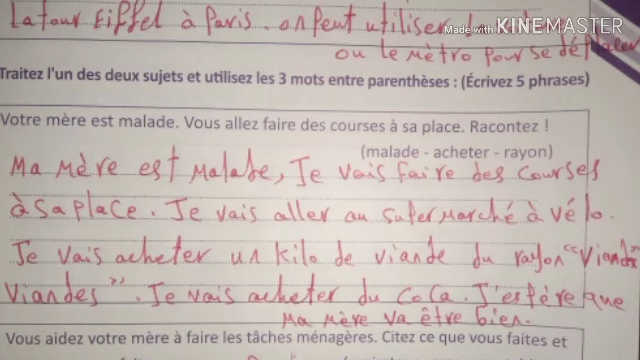 La tour Eiffel à Paris. on peut utiliser
Made with KINEMASTER
ou le mètro pour se déplacer
Traitez l'un des deux sujets et utilisez les 3 mots entre parenthèses : (Écrivez 5 phrases)
Votre mère est malade. Vous allez faire des courses à sa place. Racontez !
(malade - acheter - rayon)
Ma mère est malade, Je vais faire des courses
à sa place. Je vais aller au supermarché à vélo.
Je vais acheter un kilo de viande du rayon "Viande
Viandes". Je vais acheter du Coca. J'espère que
ma mère va être bien.
Vous aidez votre mère à faire les tâches ménagères. Citez ce que vous faites et